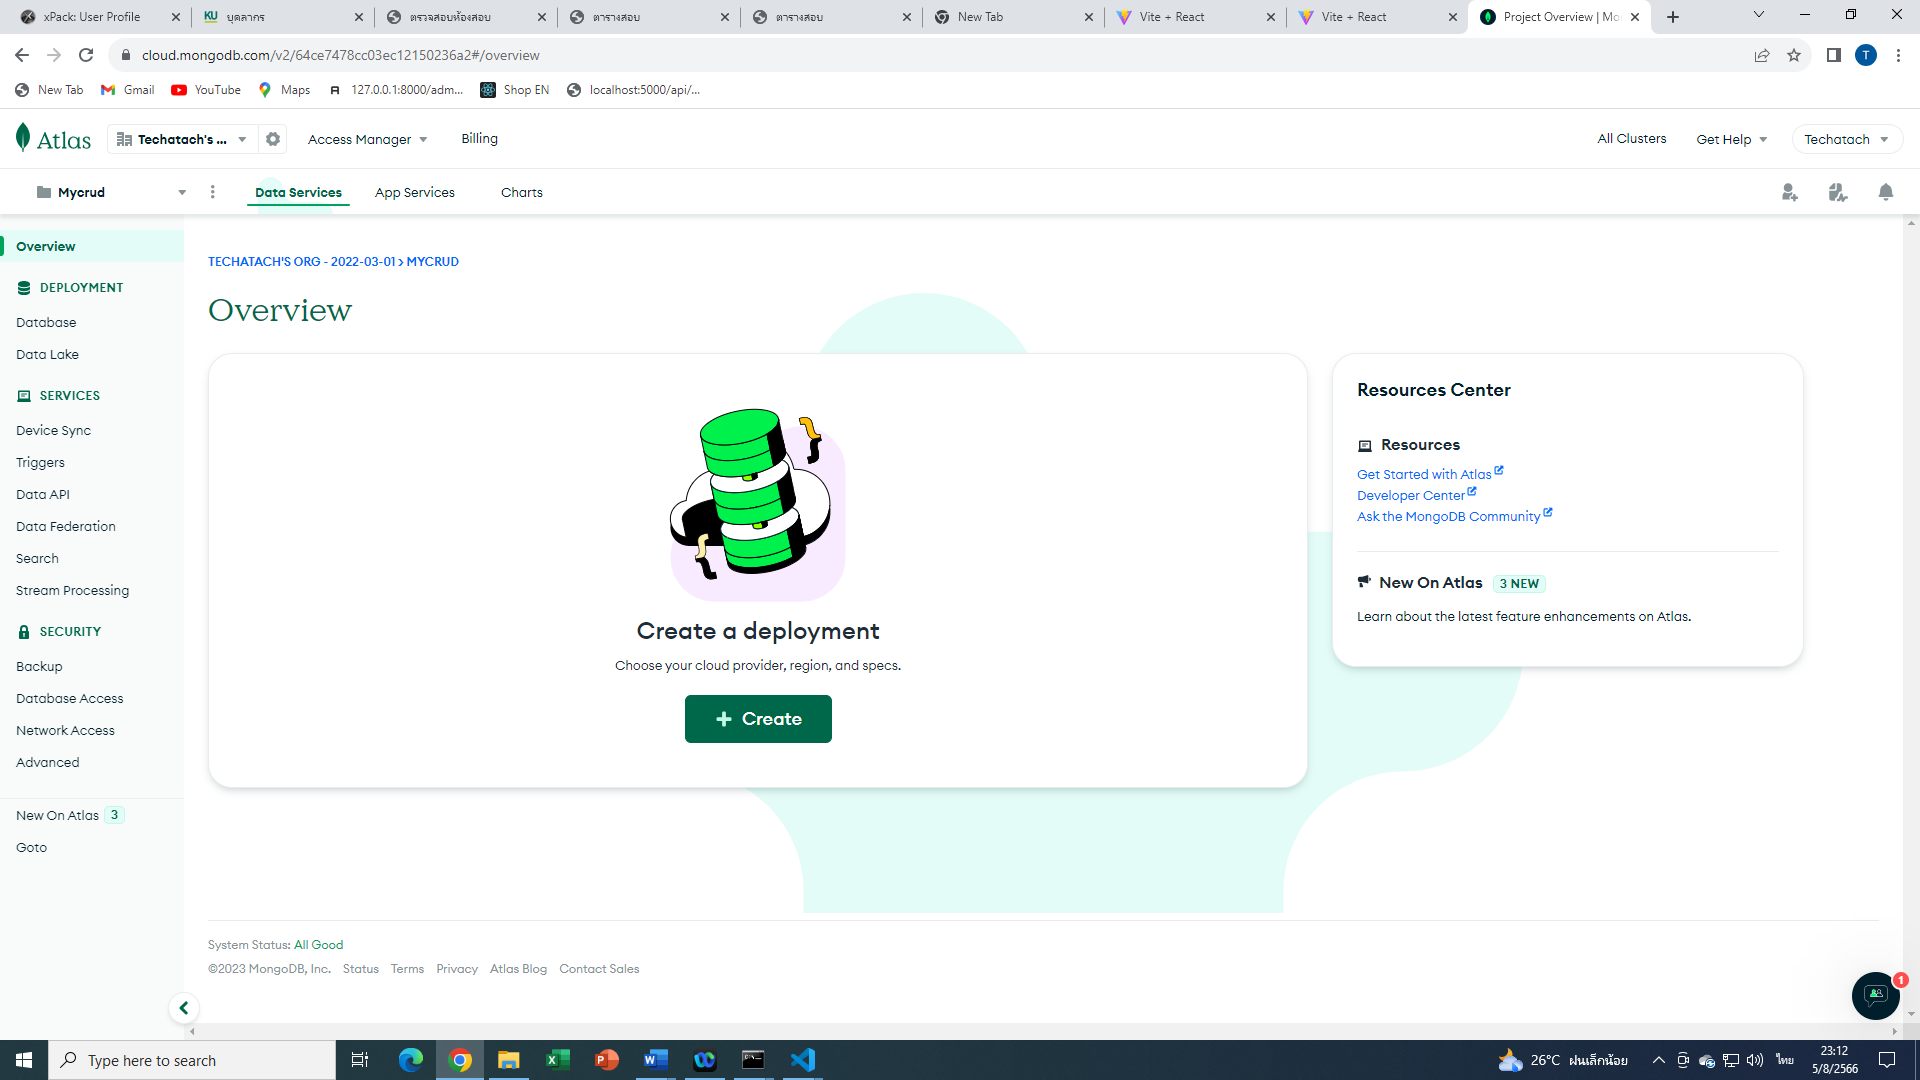 xPack: User Profile
KU บุคลากร
ตรวจสอบห้องสอบ
ตารางสอบ
ตารางสอบ
New Tab
Vite + React
Vite + React
Project Overview | Mo
cloud.mongodb.com/v2/64ce7478cc03ec12150236a2#/overview
T
New Tab
Gmail
YouTube
Maps
127.0.0.1:8000/adm...
Shop EN
localhost:5000/api/...
Atlas
Techatach's ...
Access Manager
Billing
All Clusters
Get Help
Techatach
Mycrud
Data Services
App Services
Charts
Overview
DEPLOYMENT
Database
Data Lake
SERVICES
Device Sync
Triggers
Data API
Data Federation
Search
Stream Processing
SECURITY
Backup
Database Access
Network Access
Advanced
New On Atlas 3
Goto
TECHATACH'S ORG - 2022-03-01 > MYCRUD
Overview
Create a deployment
Choose your cloud provider, region, and specs.
+ Create
Resources Center
Resources
Get Started with Atlas
Developer Center
Ask the MongoDB Community
New On Atlas 3 NEW
Learn about the latest feature enhancements on Atlas.
System Status: All Good
©2023 MongoDB, Inc. Status Terms Privacy Atlas Blog Contact Sales
1
Type here to search
26°C ฝนเล็กน้อย
ไทย
23:12
5/8/2566